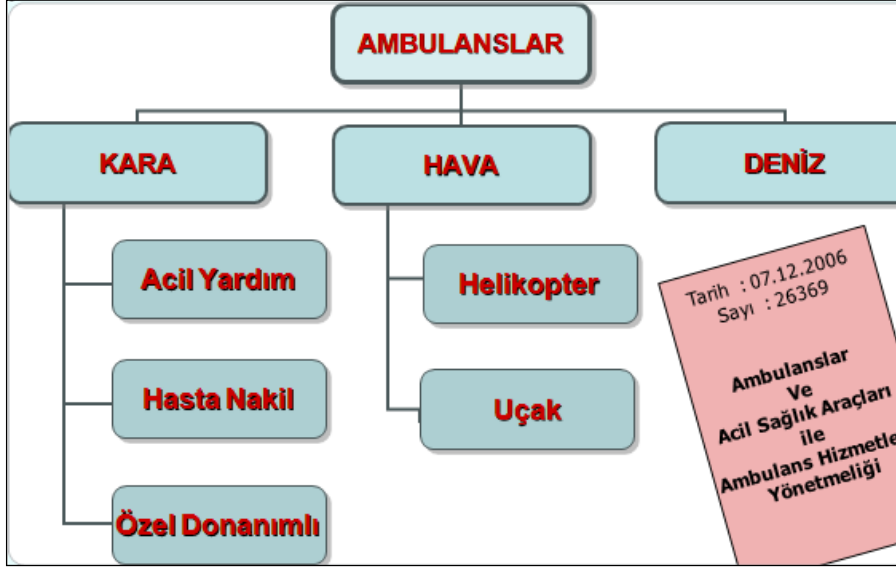 AMBULANSLAR
KARA
HAVA
DENİZ
Acil Yardım
Helikopter
Hasta Nakil
Uçak
Özel Donanımlı
Tarih : 07.12.2006
Sayı : 26369
Ambulanslar
Ve
Acil Sağlık Araçları
ile
Ambulans Hizmetle
Yönetmeliği